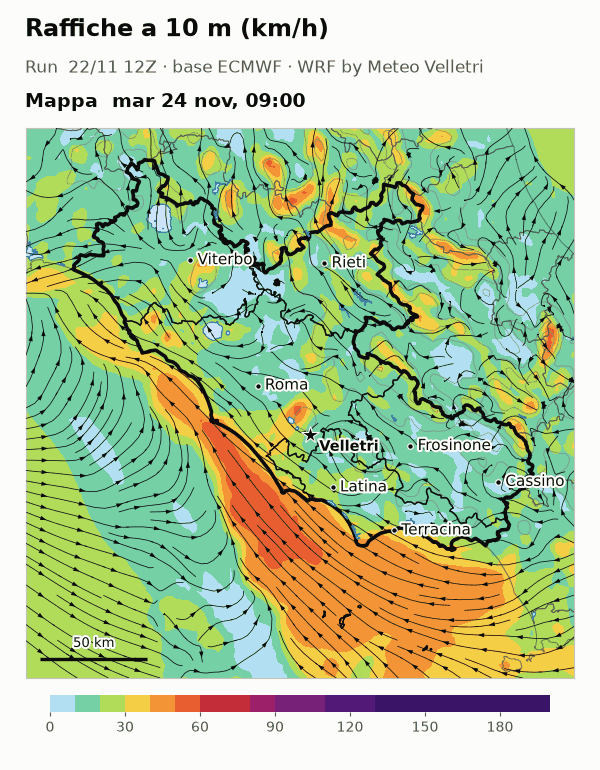 Raffiche a 10 m (km/h)
Run  22/11 12Z · base ECMWF · WRF by Meteo Velletri
Mappa  mar 24 nov, 09:00
Viterbo
Rieti
Roma
Velletri
Frosinone
Latina
Cassino
Terracina
50 km
0 30 60 90 120 150 180